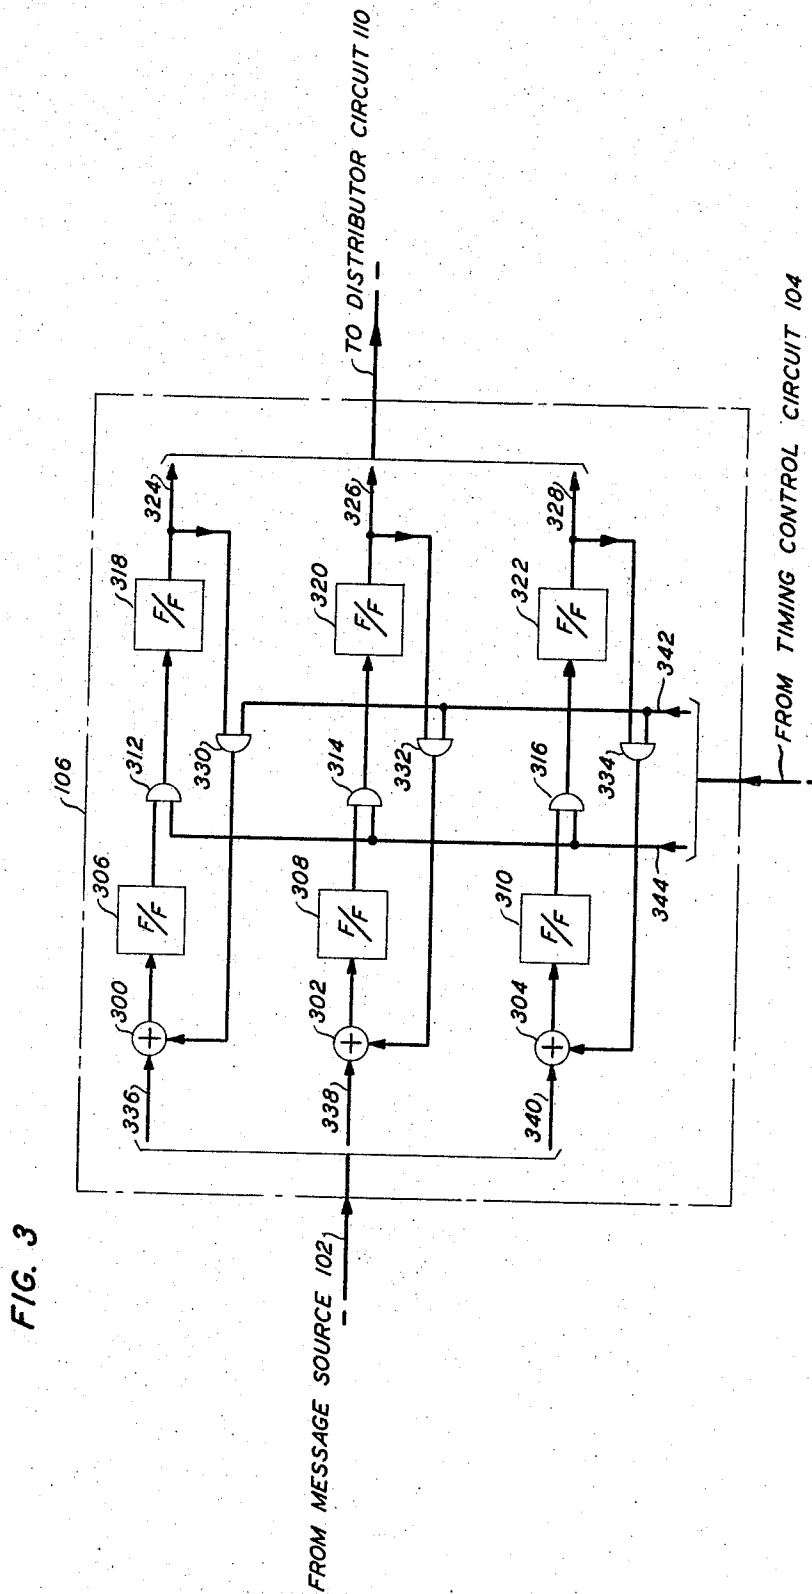 FIG. 3
106
FROM MESSAGE SOURCE 102
336
300
306
F/F
312
318
F/F
324
330
338
302
308
F/F
314
320
F/F
326
332
TO DISTRIBUTOR CIRCUIT 110
340
304
310
F/F
316
322
F/F
328
334
344
342
FROM TIMING CONTROL CIRCUIT 104